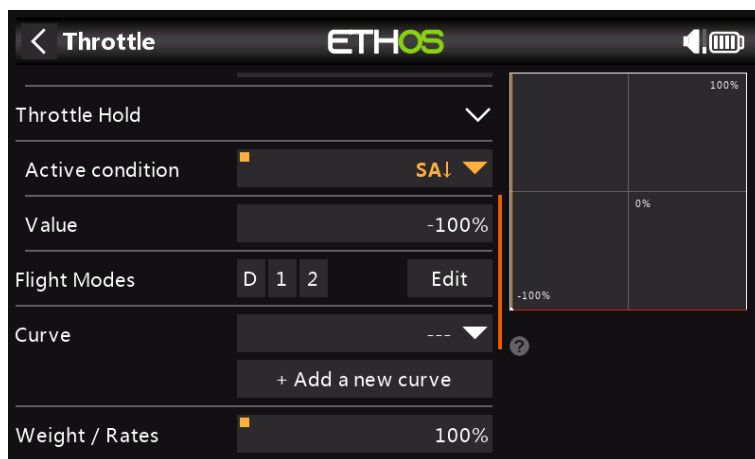 Throttle
ETHOS
Throttle Hold
Active condition
SA↓
Value
-100%
Flight Modes
D 1 2
Edit
Curve
---
+ Add a new curve
Weight / Rates
100%
100%
0%
-100%
?